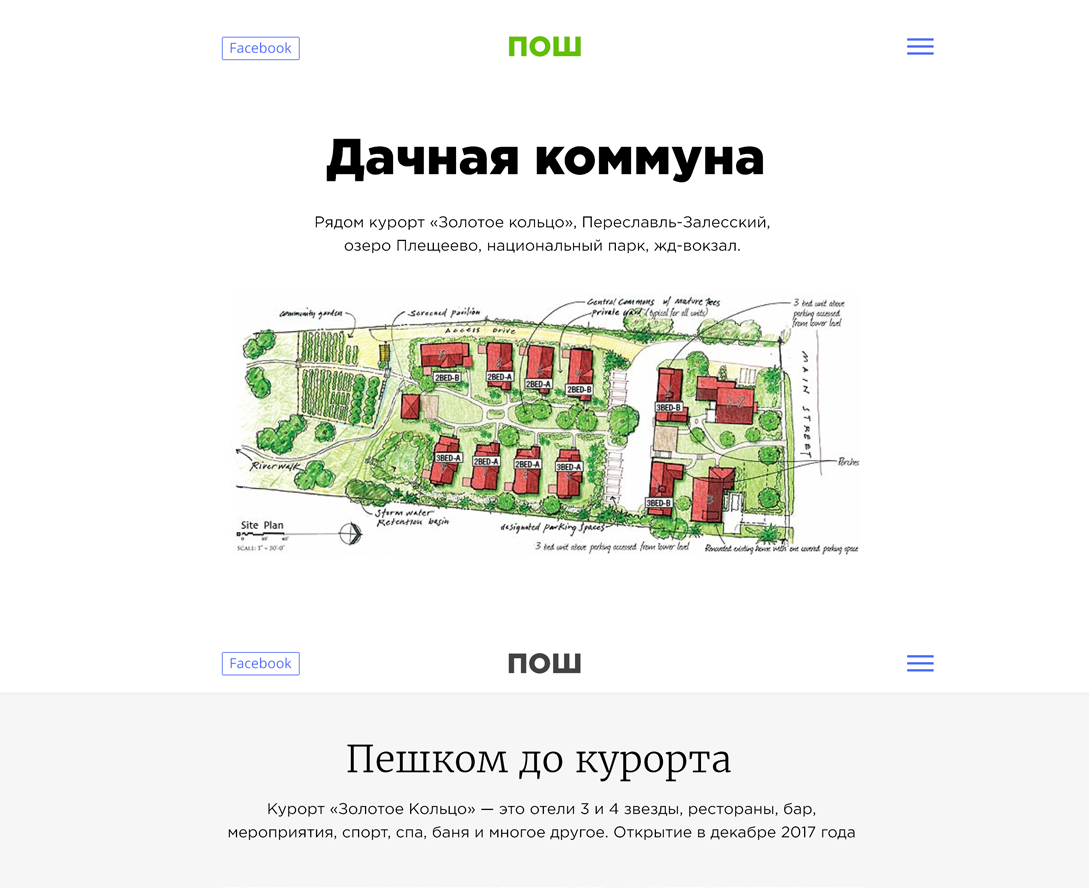 Facebook
ПОШ
Дачная коммуна
Рядом курорт «Золотое кольцо», Переславль-Залесский,
озеро Плещеево, национальный парк, жд-вокзал.
Community garden
Screened pavilion
Access Drive
Central Commons w/ mature trees
private yard (typical for all units)
3 bed unit above
parking accessed
from lower level
MAIN STREET
2BED-B
2BED-A
2BED-A
2BED-B
3BED-B
3BED-A
2BED-A
2BED-A
3BED-A
3BED-B
Porches
Riverwalk
Storm water
Retention basin
designated parking spaces
3 bed unit above parking accessed from lower level
Renovated existing house with one covered parking space
Site Plan
SCALE: 1" = 30'-0"
Facebook
ПОШ
Пешком до курорта
Курорт «Золотое Кольцо» — это отели 3 и 4 звезды, рестораны, бар,
мероприятия, спорт, спа, баня и многое другое. Открытие в декабре 2017 года